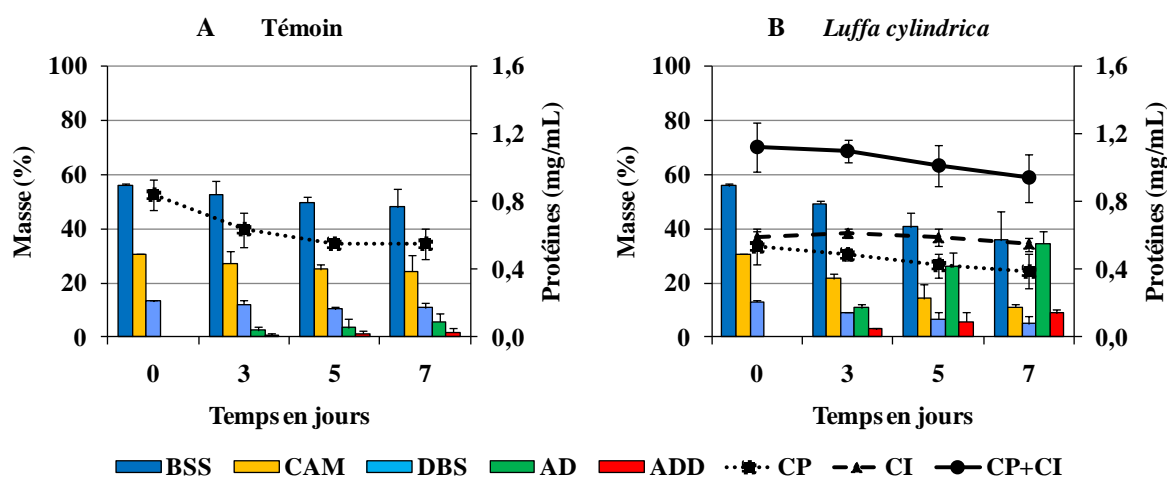 A Témoin
B Luffa cylindrica
Masse (%)
100
80
60
40
20
0
1,6
1,2
0,8
0,4
0,0
Protéines (mg/mL)
0 3 5 7
Temps en jours
Masse (%)
100
80
60
40
20
0
1,6
1,2
0,8
0,4
0,0
Protéines (mg/mL)
0 3 5 7
Temps en jours
BSS CAM DBS AD ADD CP CI CP+CI